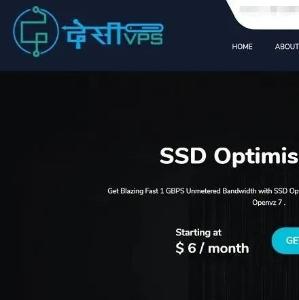 देसीVPS
HOME ABOUT
SSD Optimis
Get Blazing Fast 1 GBPS Unmetered Bandwidth with SSD Op
Openvz 7 .
Starting at
$ 6 / month
GE